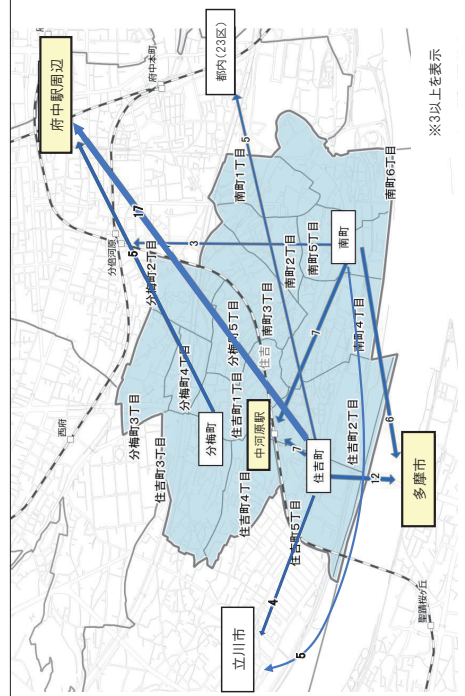 府中駅周辺
都内(23区)
府中本町
分倍河原
西府
分梅町2丁目
分梅町3丁目
分梅町4丁目
分梅町5丁目
分梅町
住吉町3丁目
住吉町1丁目
住吉町4丁目
住吉町5丁目
住吉町2丁目
住吉
中河原駅
住吉町
南町1丁目
南町2丁目
南町3丁目
南町5丁目
南町4丁目
南町6丁目
南町
立川市
多摩市
聖蹟桜ヶ丘
17
5
3
5
7
7
12
6
4
5
※3以上を表示